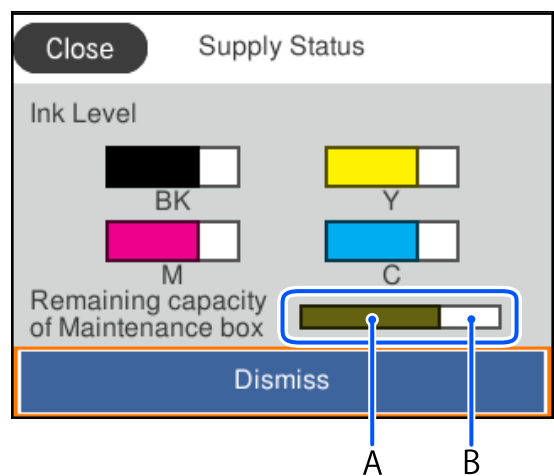 Close
Supply Status
Ink Level
BK
Y
M
C
Remaining capacity
of Maintenance box
Dismiss
A
B